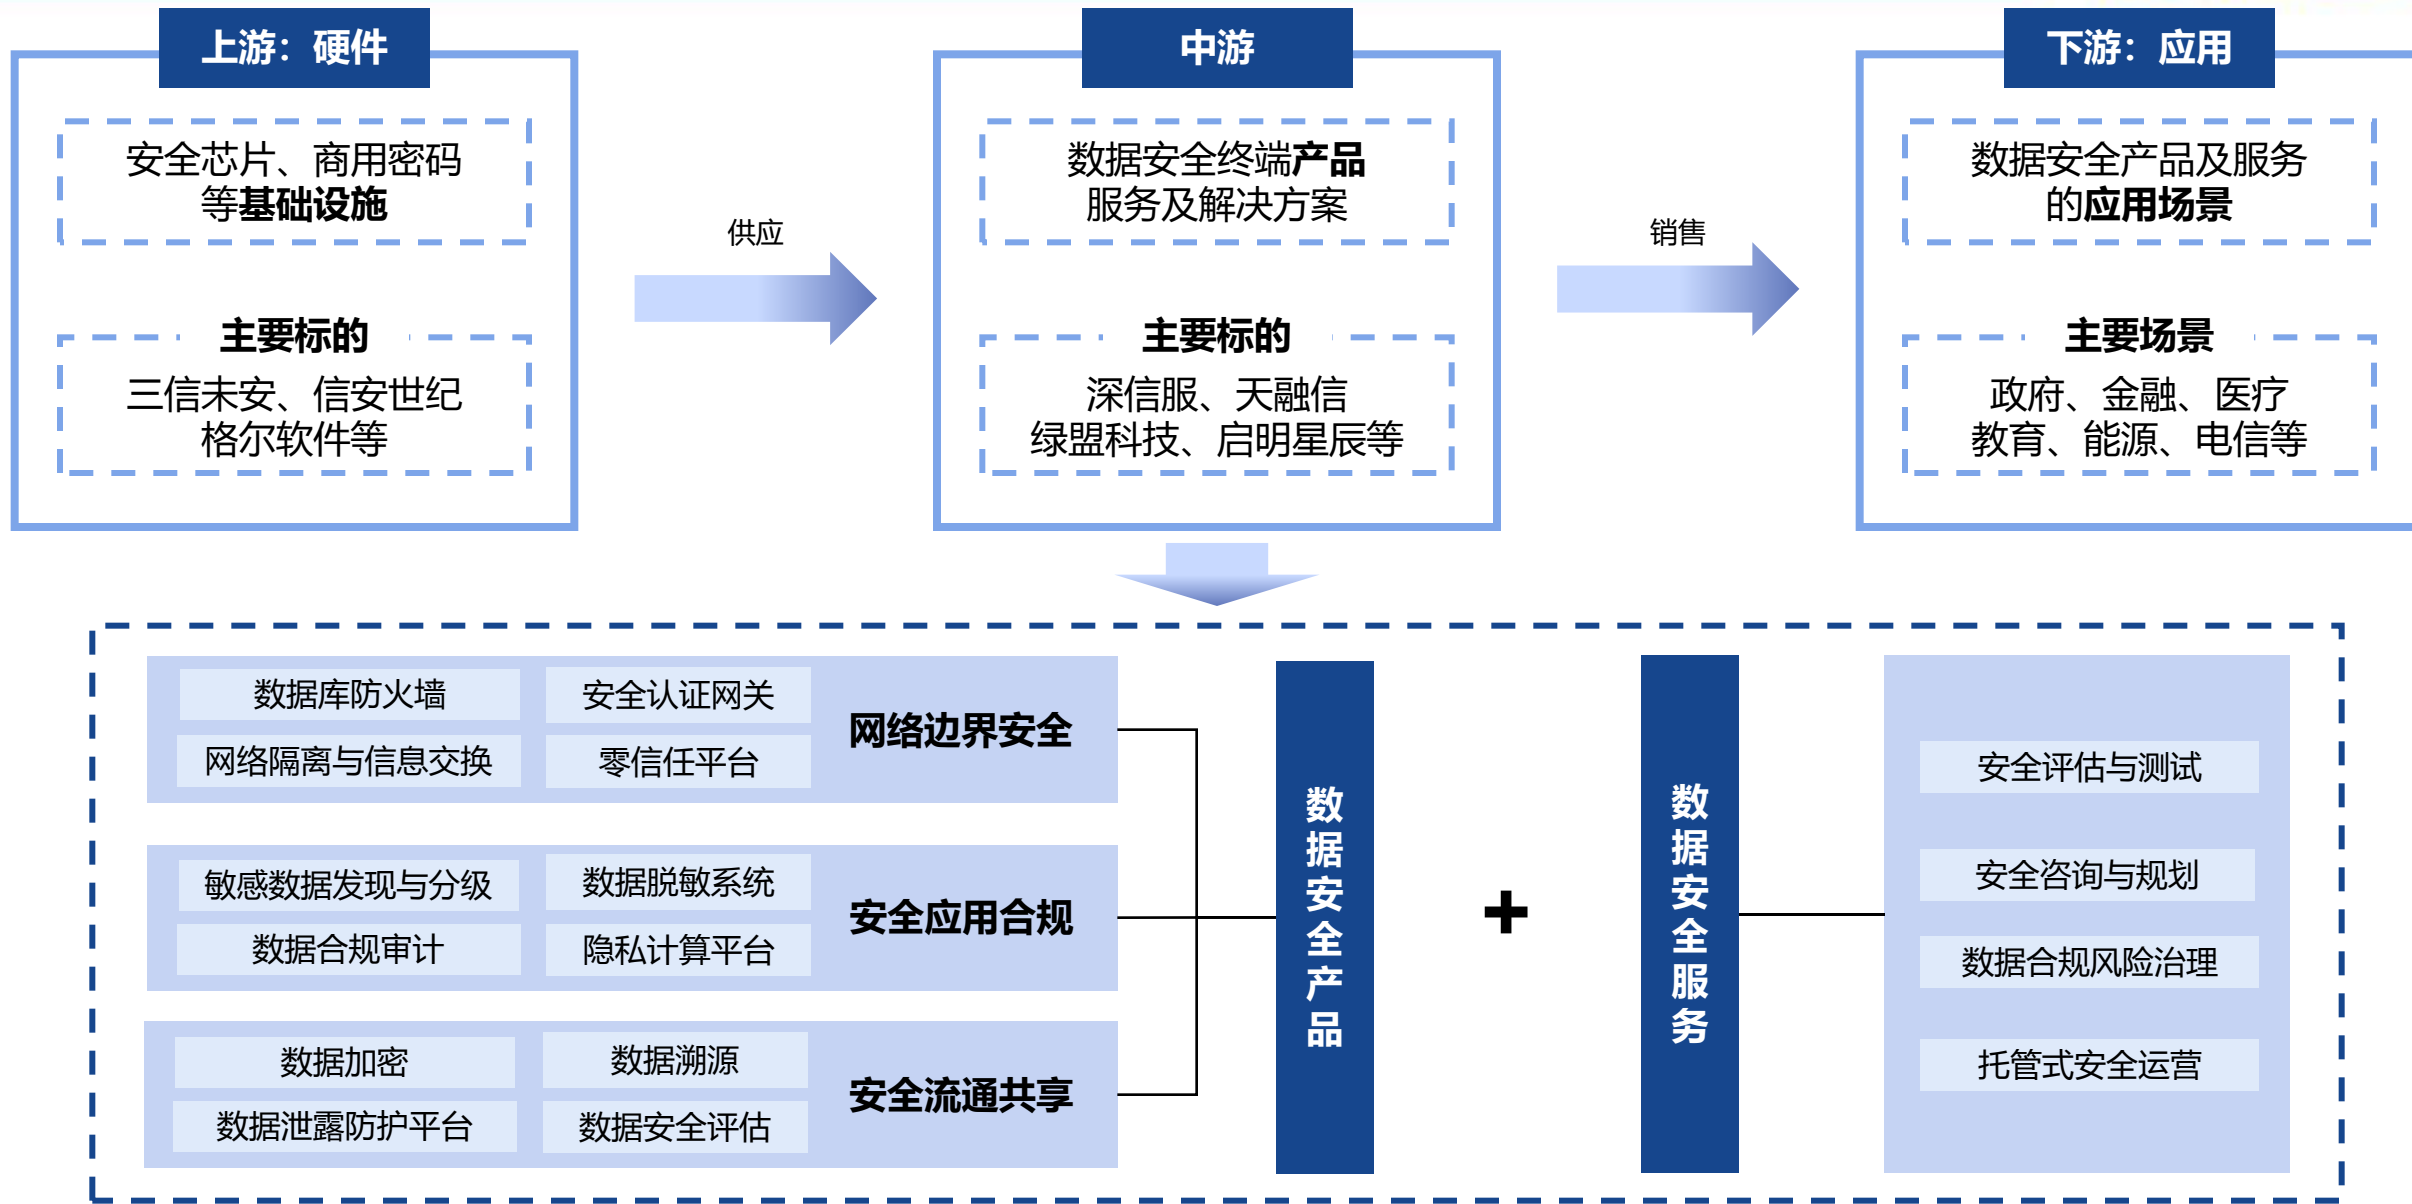 上游：硬件
安全芯片、商用密码
等基础设施
主要标的
三信未安、信安世纪
格尔软件等
供应
中游
数据安全终端产品
服务及解决方案
主要标的
深信服、天融信
绿盟科技、启明星辰等
销售
下游：应用
数据安全产品及服务
的应用场景
主要场景
政府、金融、医疗
教育、能源、电信等
数据库防火墙
安全认证网关
网络隔离与信息交换
零信任平台
网络边界安全
敏感数据发现与分级
数据脱敏系统
数据合规审计
隐私计算平台
安全应用合规
数据加密
数据溯源
数据泄露防护平台
数据安全评估
安全流通共享
数据安全产品
+
数据安全服务
安全评估与测试
安全咨询与规划
数据合规风险治理
托管式安全运营